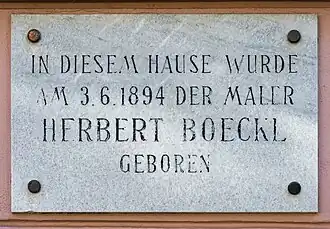 IN DIESEM HAUSE WURDE
AM 3.6.1894 DER MALER
HERBERT BOECKL
GEBOREN